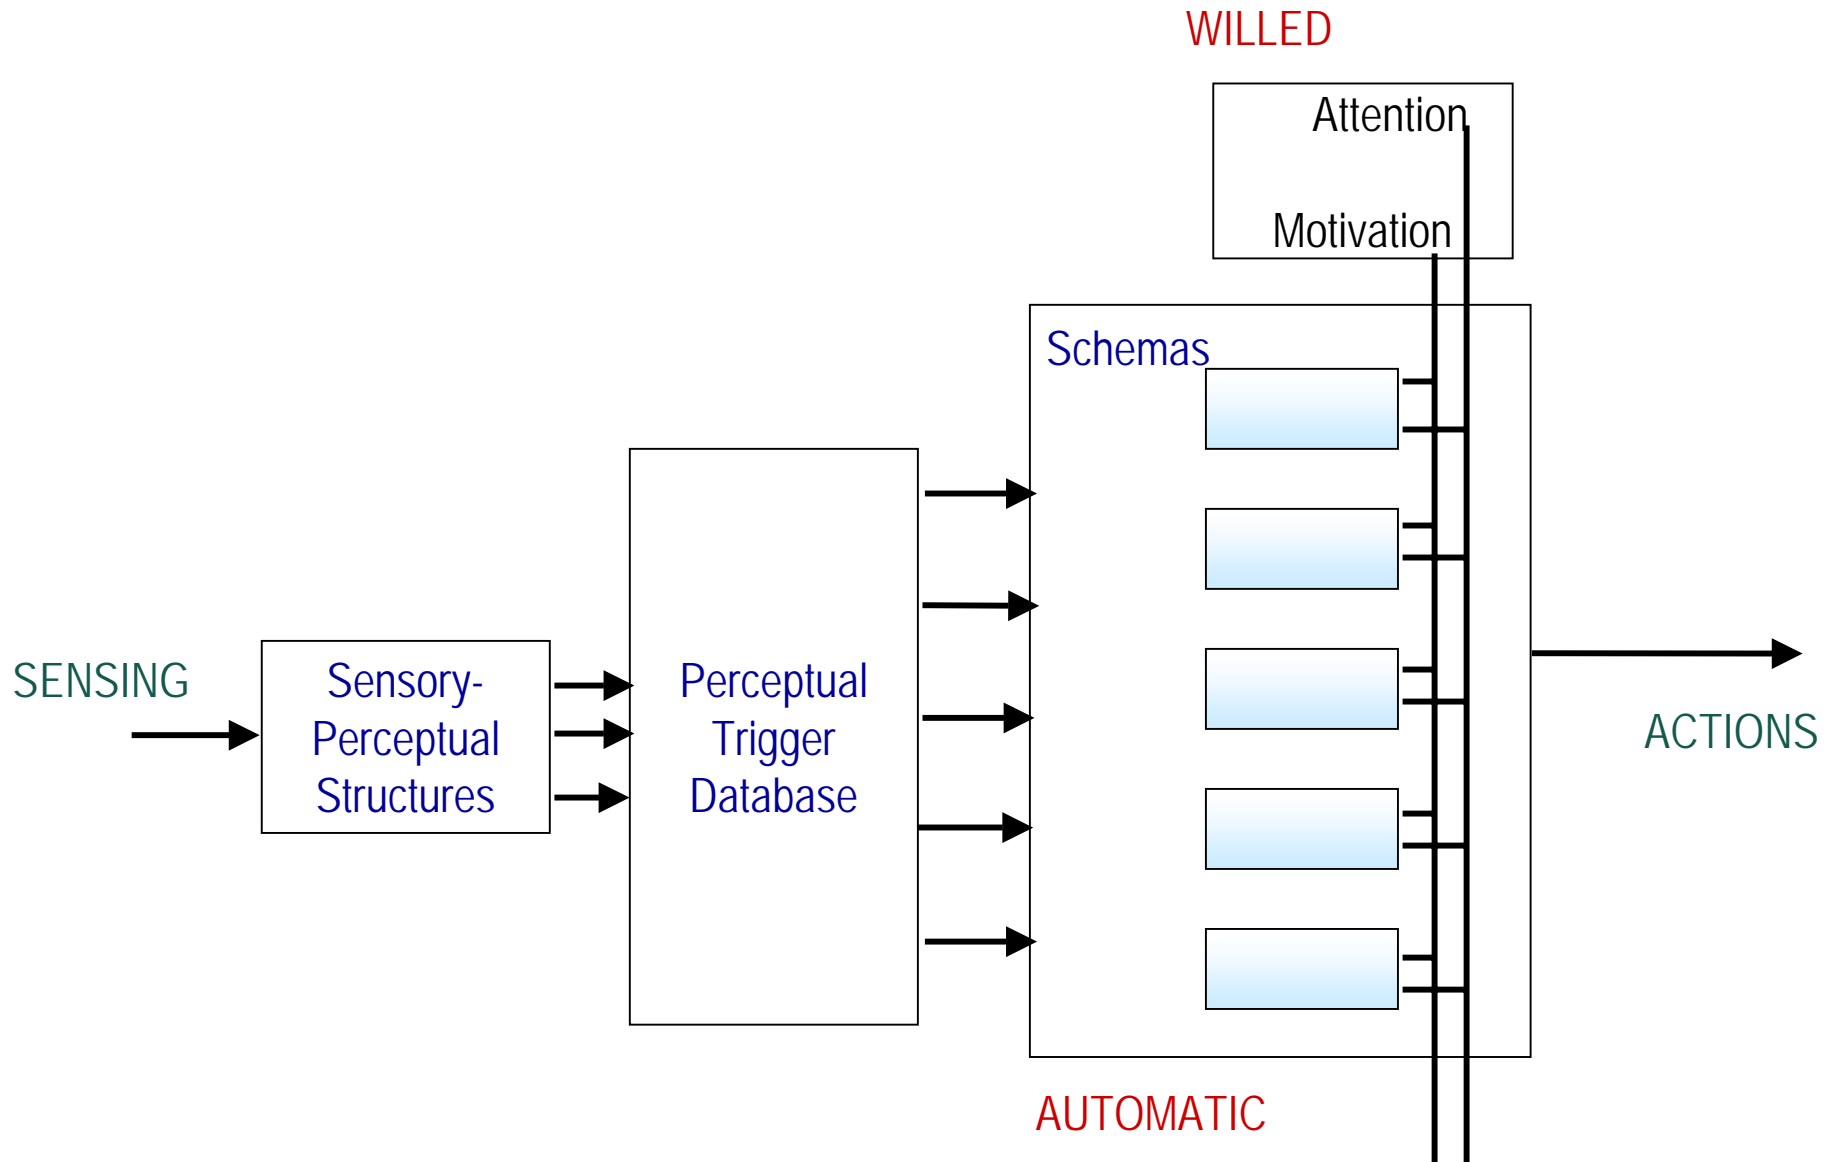 WILLED
Attention
Motivation
Schemas
SENSING
Sensory-
Perceptual
Structures
Perceptual
Trigger
Database
ACTIONS
AUTOMATIC